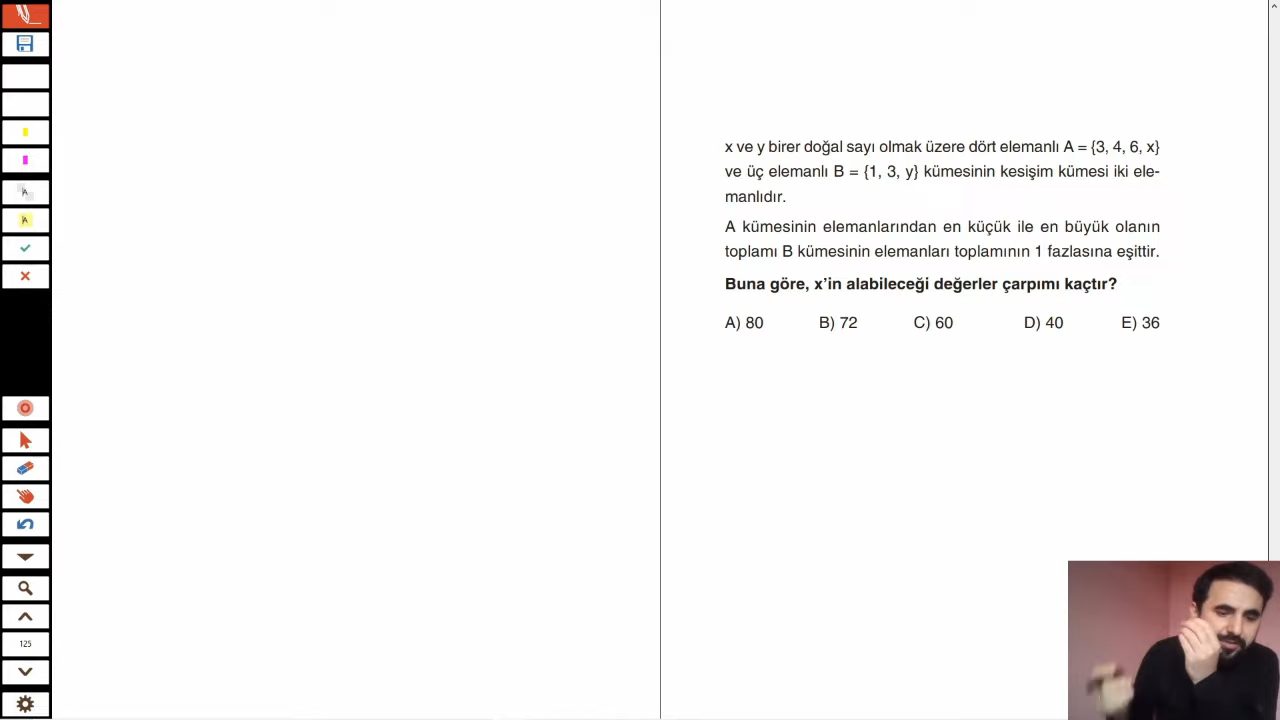 x ve y birer doğal sayı olmak üzere dört elemanlı A = {3, 4, 6, x}
ve üç elemanlı B = {1, 3, y} kümesinin kesişim kümesi iki ele-
manlıdır.
A kümesinin elemanlarından en küçük ile en büyük olanın
toplamı B kümesinin elemanları toplamının 1 fazlasına eşittir.
Buna göre, x’in alabileceği değerler çarpımı kaçtır?
A) 80 B) 72 C) 60 D) 40 E) 36
A
A
125